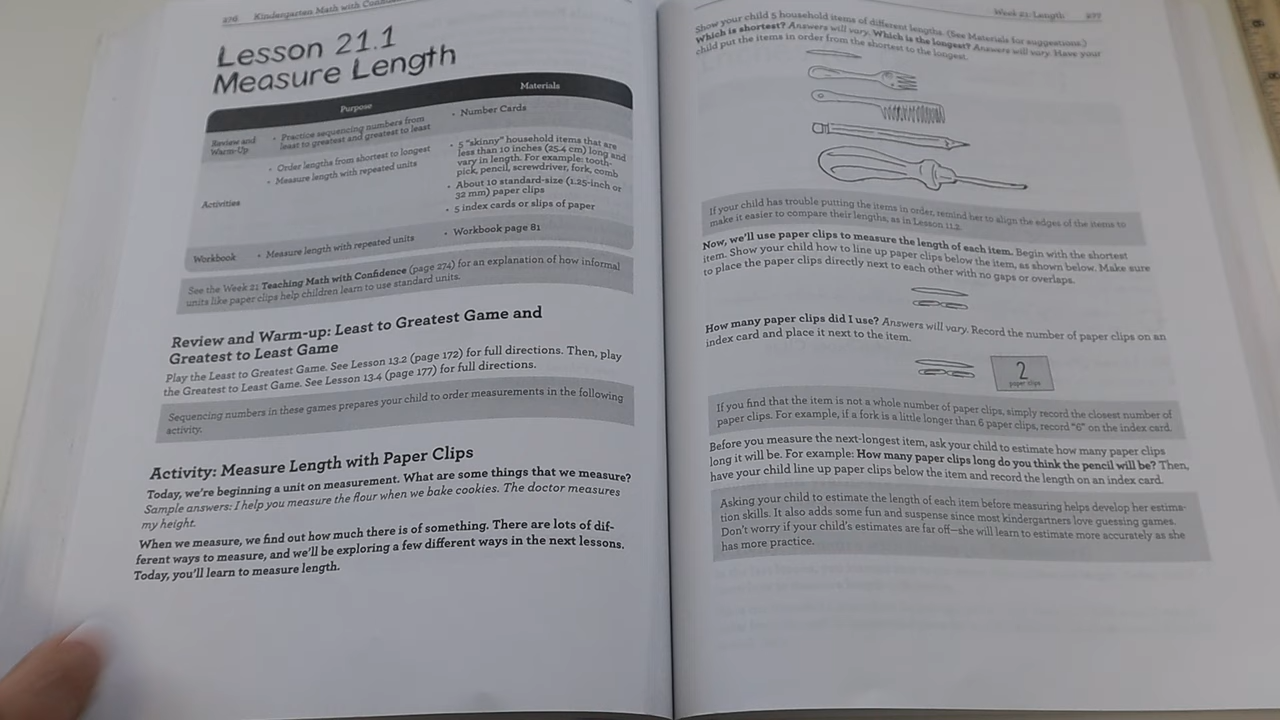 276 Kindergarten Math with Confidence
Lesson 21.1
Measure Length
Purpose
Materials
Review and
Warm-Up
• Practice sequencing numbers from
least to greatest and greatest to least
• Number Cards
Activities
• Order lengths from shortest to longest
• Measure length with repeated units
• 5 "skinny" household items that are
less than 10 inches (25.4 cm) long and
vary in length. For example: tooth-
pick, pencil, screwdriver, fork, comb
• About 10 standard-size (1.25-inch or
32 mm) paper clips
• 5 index cards or slips of paper
Workbook
• Measure length with repeated units
• Workbook page 81
See the Week 21 Teaching Math with Confidence (page 274) for an explanation of how informal
units like paper clips help children learn to use standard units.
Review and Warm-up: Least to Greatest Game and
Greatest to Least Game
Play the Least to Greatest Game. See Lesson 13.2 (page 172) for full directions. Then, play
the Greatest to Least Game. See Lesson 13.4 (page 177) for full directions.
Sequencing numbers in these games prepares your child to order measurements in the following
activity.
Activity: Measure Length with Paper Clips
Today, we're beginning a unit on measurement. What are some things that we measure?
Sample answers: I help you measure the flour when we bake cookies. The doctor measures
my height.
When we measure, we find out how much there is of something. There are lots of dif-
ferent ways to measure, and we'll be exploring a few different ways in the next lessons.
Today, you'll learn to measure length.
Week 21: Length 277
Show your child 5 household items of different lengths. (See Materials for suggestions.)
Which is shortest? Answers will vary. Which is the longest? Answers will vary. Have your
child put the items in order from the shortest to the longest.
If your child has trouble putting the items in order, remind her to align the edges of the items to
make it easier to compare their lengths, as in Lesson 11.2.
Now, we'll use paper clips to measure the length of each item. Begin with the shortest
item. Show your child how to line up paper clips below the item, as shown below. Make sure
to place the paper clips directly next to each other with no gaps or overlaps.
How many paper clips did I use? Answers will vary. Record the number of paper clips on an
index card and place it next to the item.
2
paper clips
If you find that the item is not a whole number of paper clips, simply record the closest number of
paper clips. For example, if a fork is a little longer than 6 paper clips, record "6" on the index card.
Before you measure the next-longest item, ask your child to estimate how many paper clips
long it will be. For example: How many paper clips long do you think the pencil will be? Then,
have your child line up paper clips below the item and record the length on an index card.
Asking your child to estimate the length of each item before measuring helps develop her estima-
tion skills. It also adds some fun and suspense since most kindergartners love guessing games.
Don't worry if your child's estimates are far off—she will learn to estimate more accurately as she
has more practice.